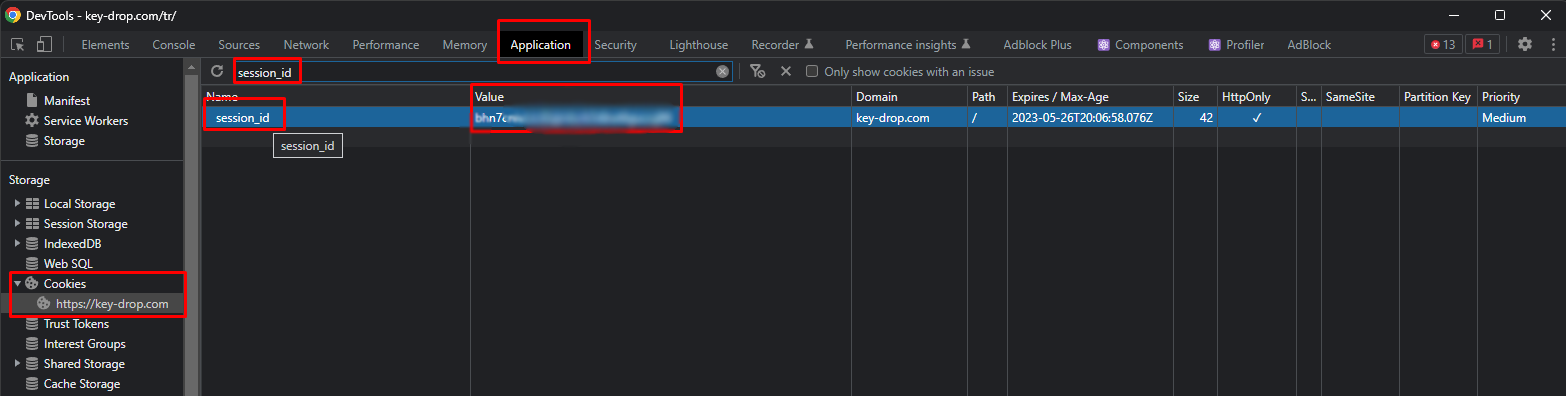 DevTools - key-drop.com/tr/
Elements Console Sources Network Performance Memory Application Security Lighthouse Recorder Performance insights Adblock Plus Components Profiler AdBlock 13 1
Application
Manifest
Service Workers
Storage
Storage
Local Storage
Session Storage
IndexedDB
Web SQL
Cookies
https://key-drop.com
Trust Tokens
Interest Groups
Shared Storage
Cache Storage
session_id Only show cookies with an issue
Name Value Domain Path Expires / Max-Age Size HttpOnly S... SameSite Partition Key Priority
session_id key-drop.com / 2023-05-26T20:06:58.076Z 42 ✓ Medium
session_id